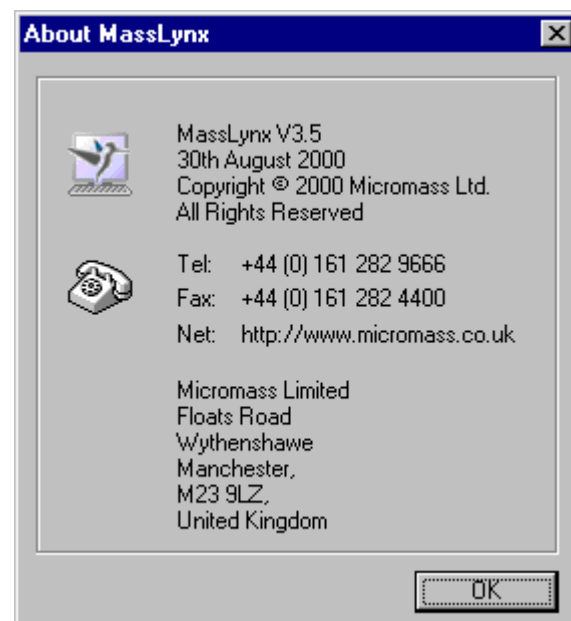 About MassLynx
MassLynx V3.5
30th August 2000
Copyright © 2000 Micromass Ltd.
All Rights Reserved
Tel: +44 (0) 161 282 9666
Fax: +44 (0) 161 282 4400
Net: http://www.micromass.co.uk
Micromass Limited
Floats Road
Wythenshawe
Manchester,
M23 9LZ,
United Kingdom
OK